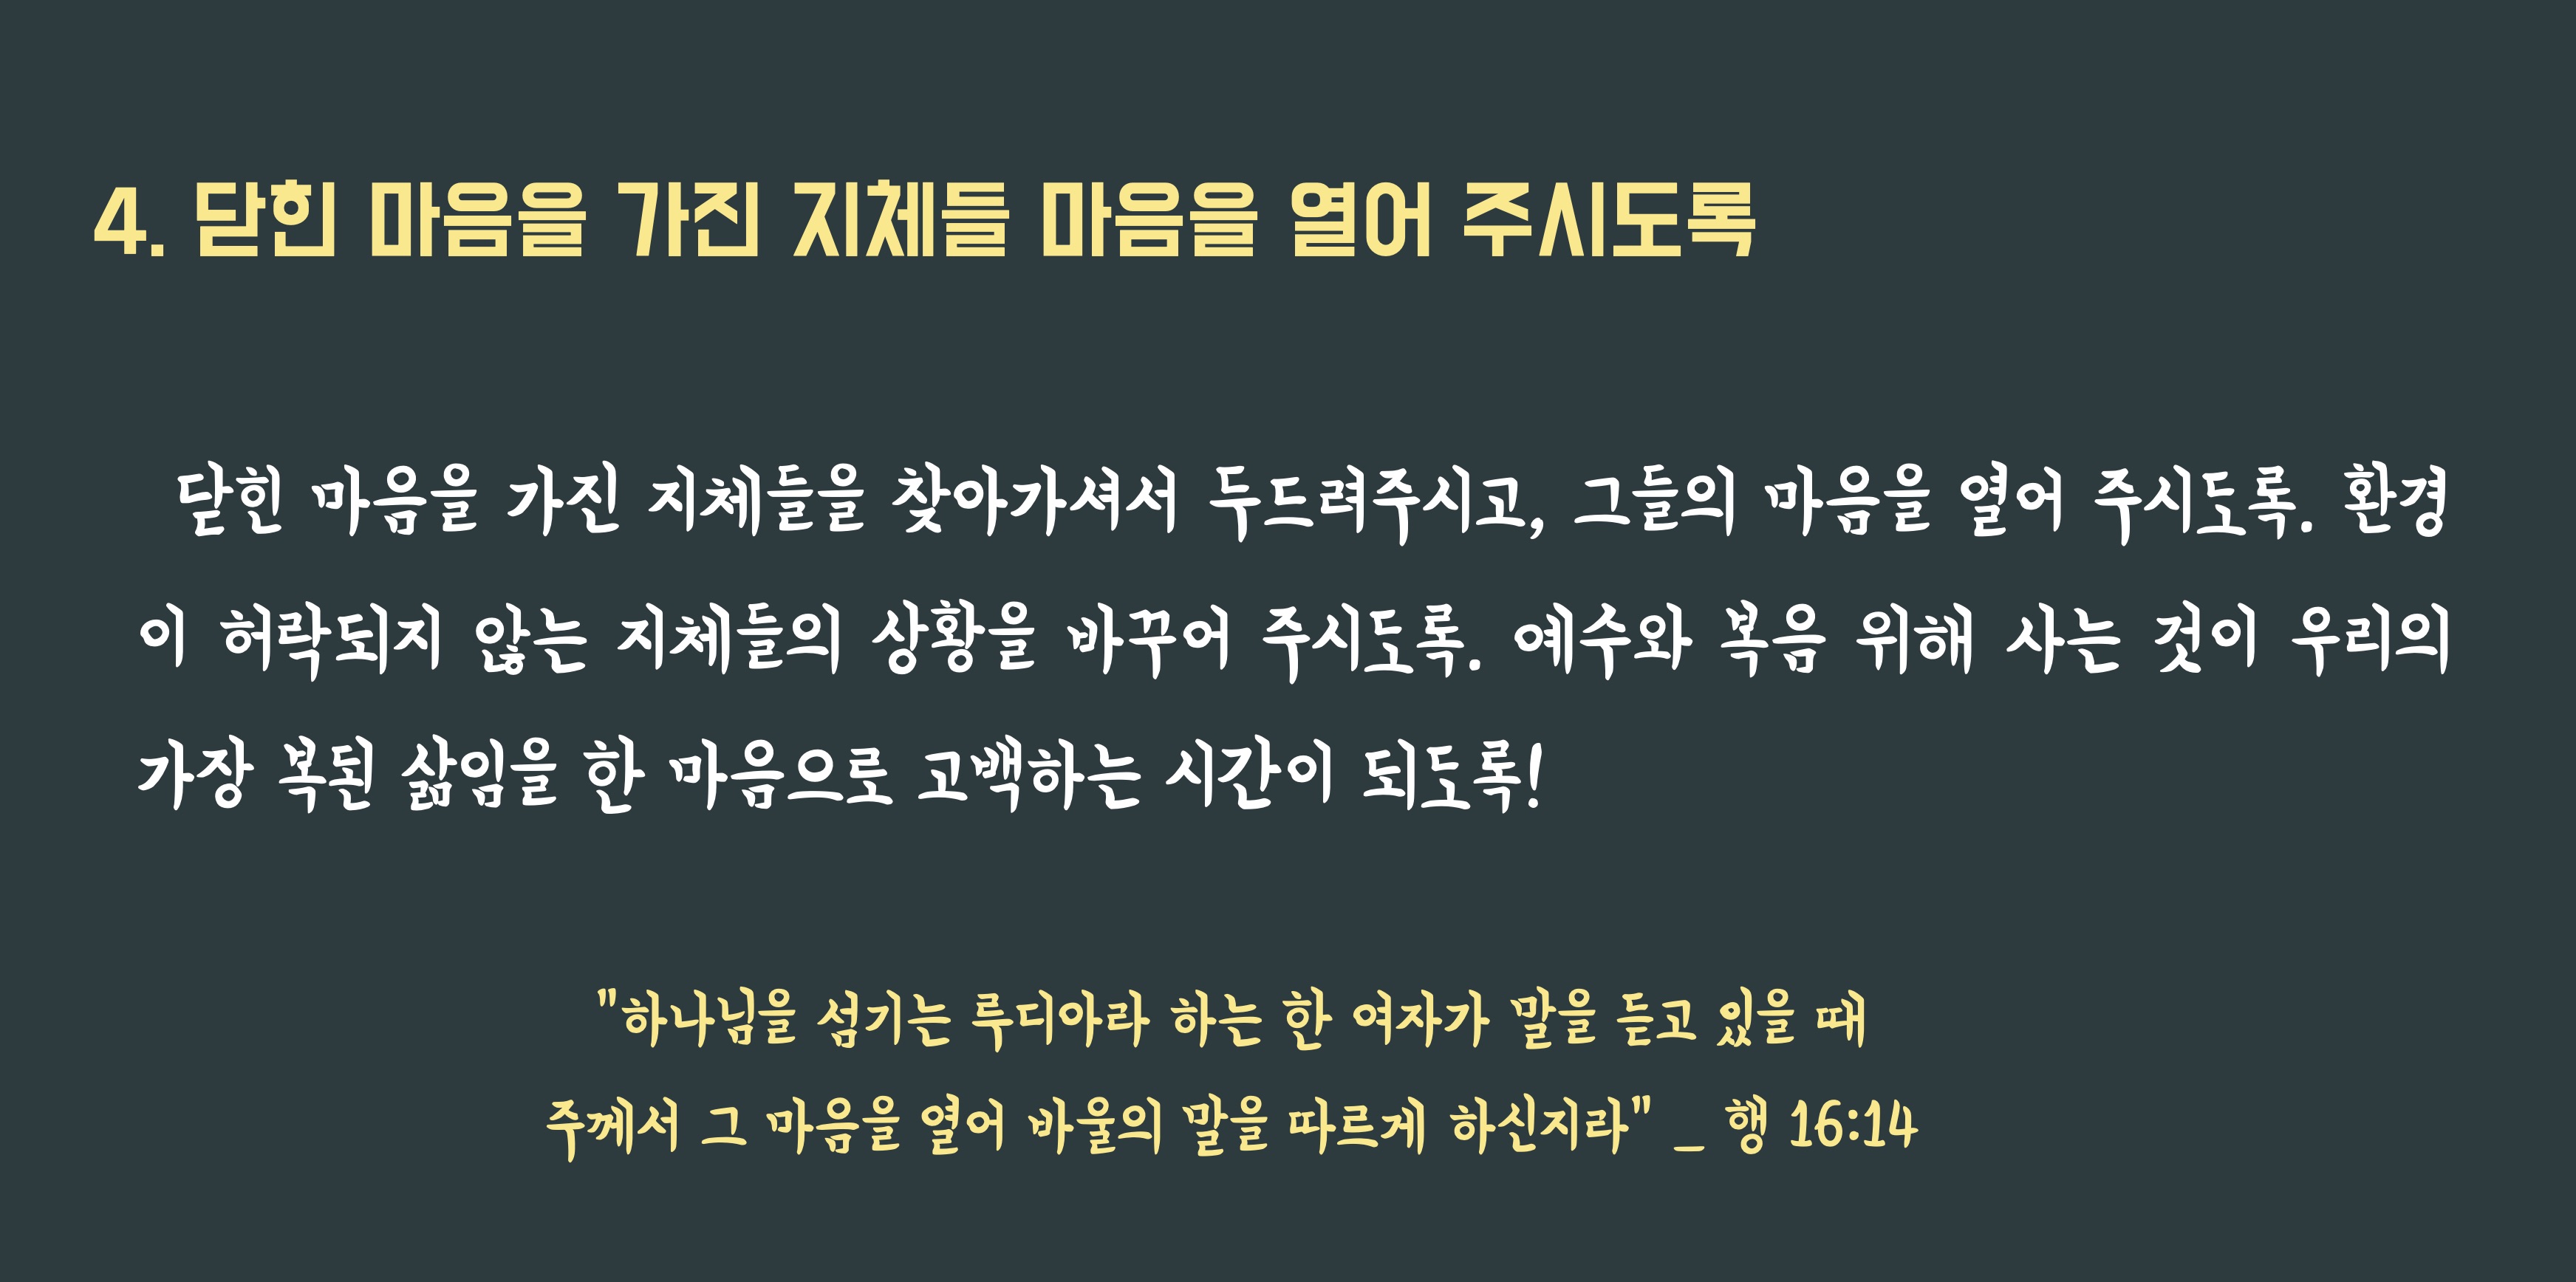 4. 닫힌 마음을 가진 지체들 마음을 열어 주시도록
닫힌 마음을 가진 지체들을 찾아가셔서 두드려주시고, 그들의 마음을 열어 주시도록. 환경
이 허락되지 않는 지체들의 상황을 바꾸어 주시도록. 예수와 복음 위해 사는 것이 우리의
가장 복된 삶임을 한 마음으로 고백하는 시간이 되도록!
"하나님을 섬기는 루디아라 하는 한 여자가 말을 듣고 있을 때
주께서 그 마음을 열어 바울의 말을 따르게 하신지라" _ 행 16:14